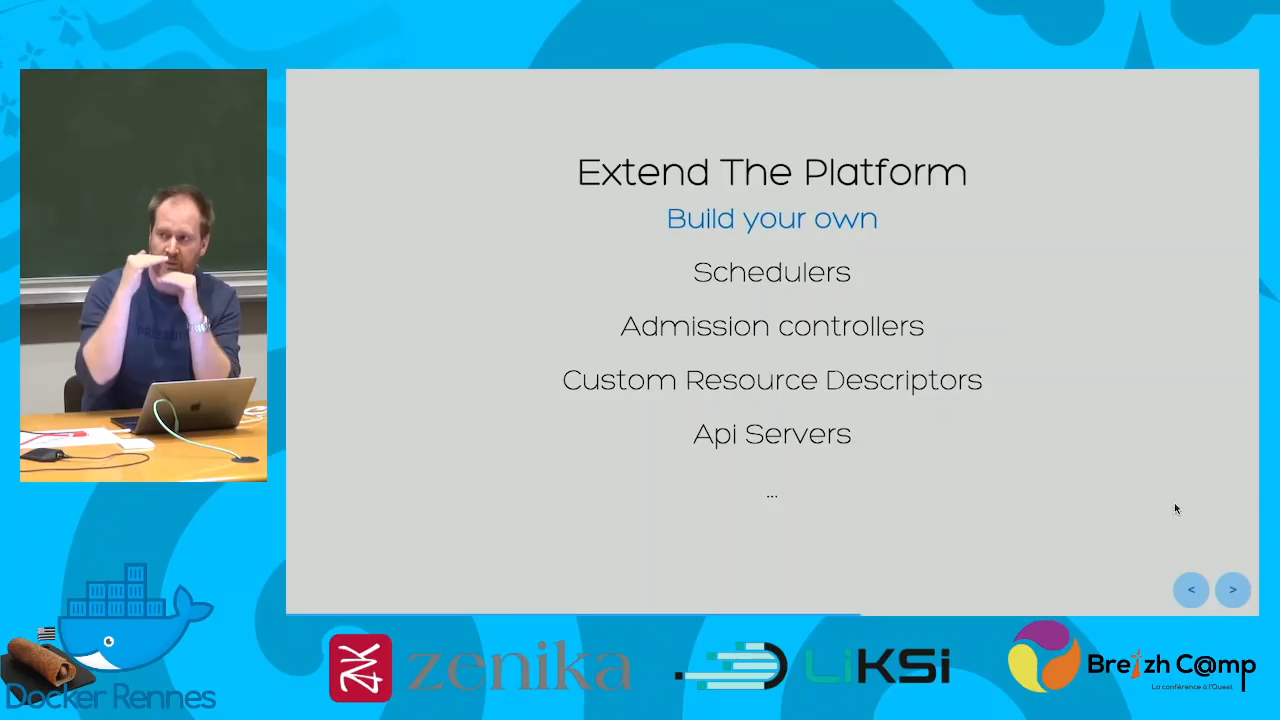 Extend The Platform
Build your own
Schedulers
Admission controllers
Custom Resource Descriptors
Api Servers
...
<
>
Docker Rennes
zenika
LiKSi
Breizh C@mp
La conférence à l'Ouest